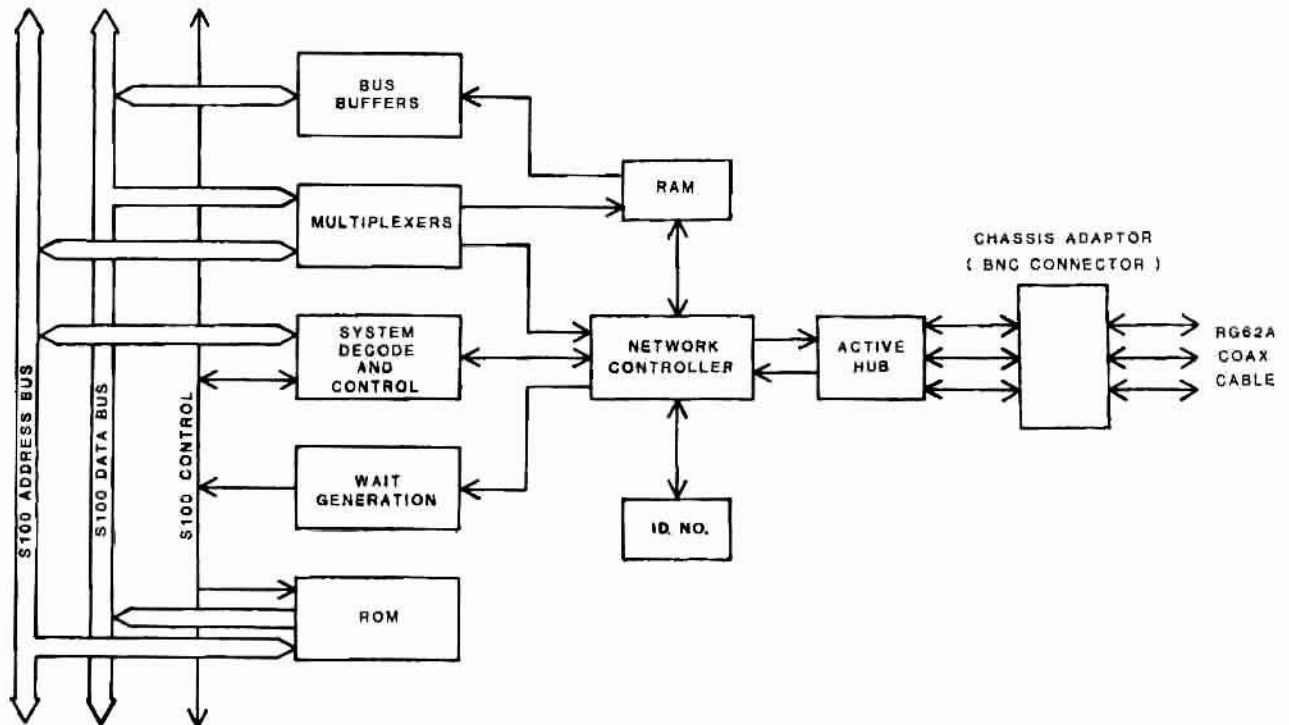 BUS
BUFFERS
RAM
MULTIPLEXERS
CHASSIS ADAPTOR
( BNC CONNECTOR )
SYSTEM
DECODE
AND
CONTROL
NETWORK
CONTROLLER
ACTIVE
HUB
RG62A
COAX
CABLE
S100 ADDRESS BUS
S100 DATA BUS
S100 CONTROL
WAIT
GENERATION
ID. NO.
ROM